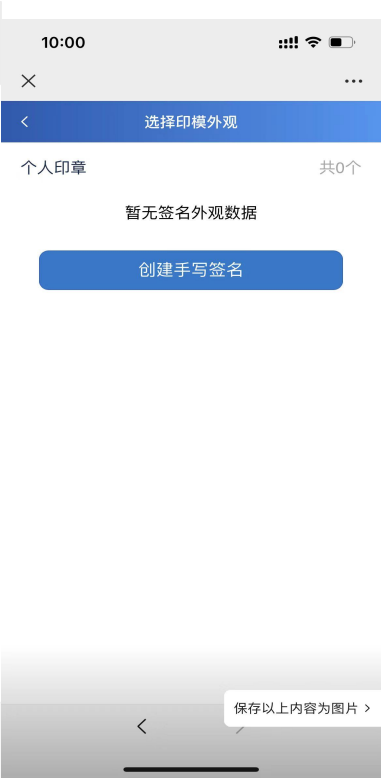 10:00
选择印模外观
个人印章
共0个
暂无签名外观数据
创建手写签名
保存以上内容为图片